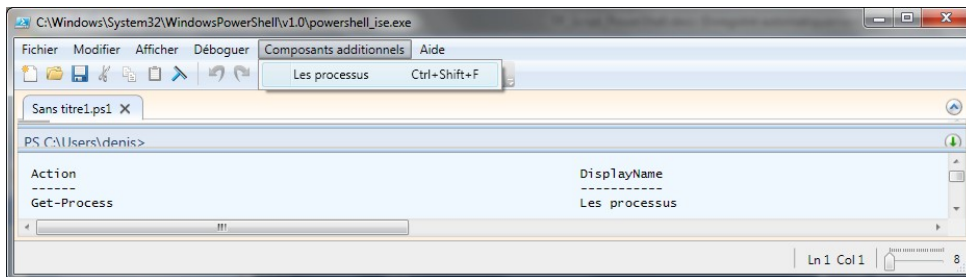 C:\Windows\System32\WindowsPowerShell\v1.0\powershell_ise.exe
Fichier Modifier Afficher Déboguer Composants additionnels Aide
Les processus Ctrl+Shift+F
Sans titre1.ps1 X
PS C:\Users\denis>
Action DisplayName
------ -----------
Get-Process Les processus
Ln 1 Col 1 8